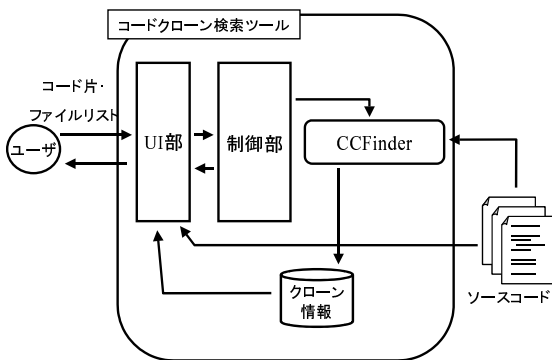 コードクローン検索ツール
コード片・
ファイルリスト
ユーザ
UI部
制御部
CCFinder
クローン
情報
ソースコード